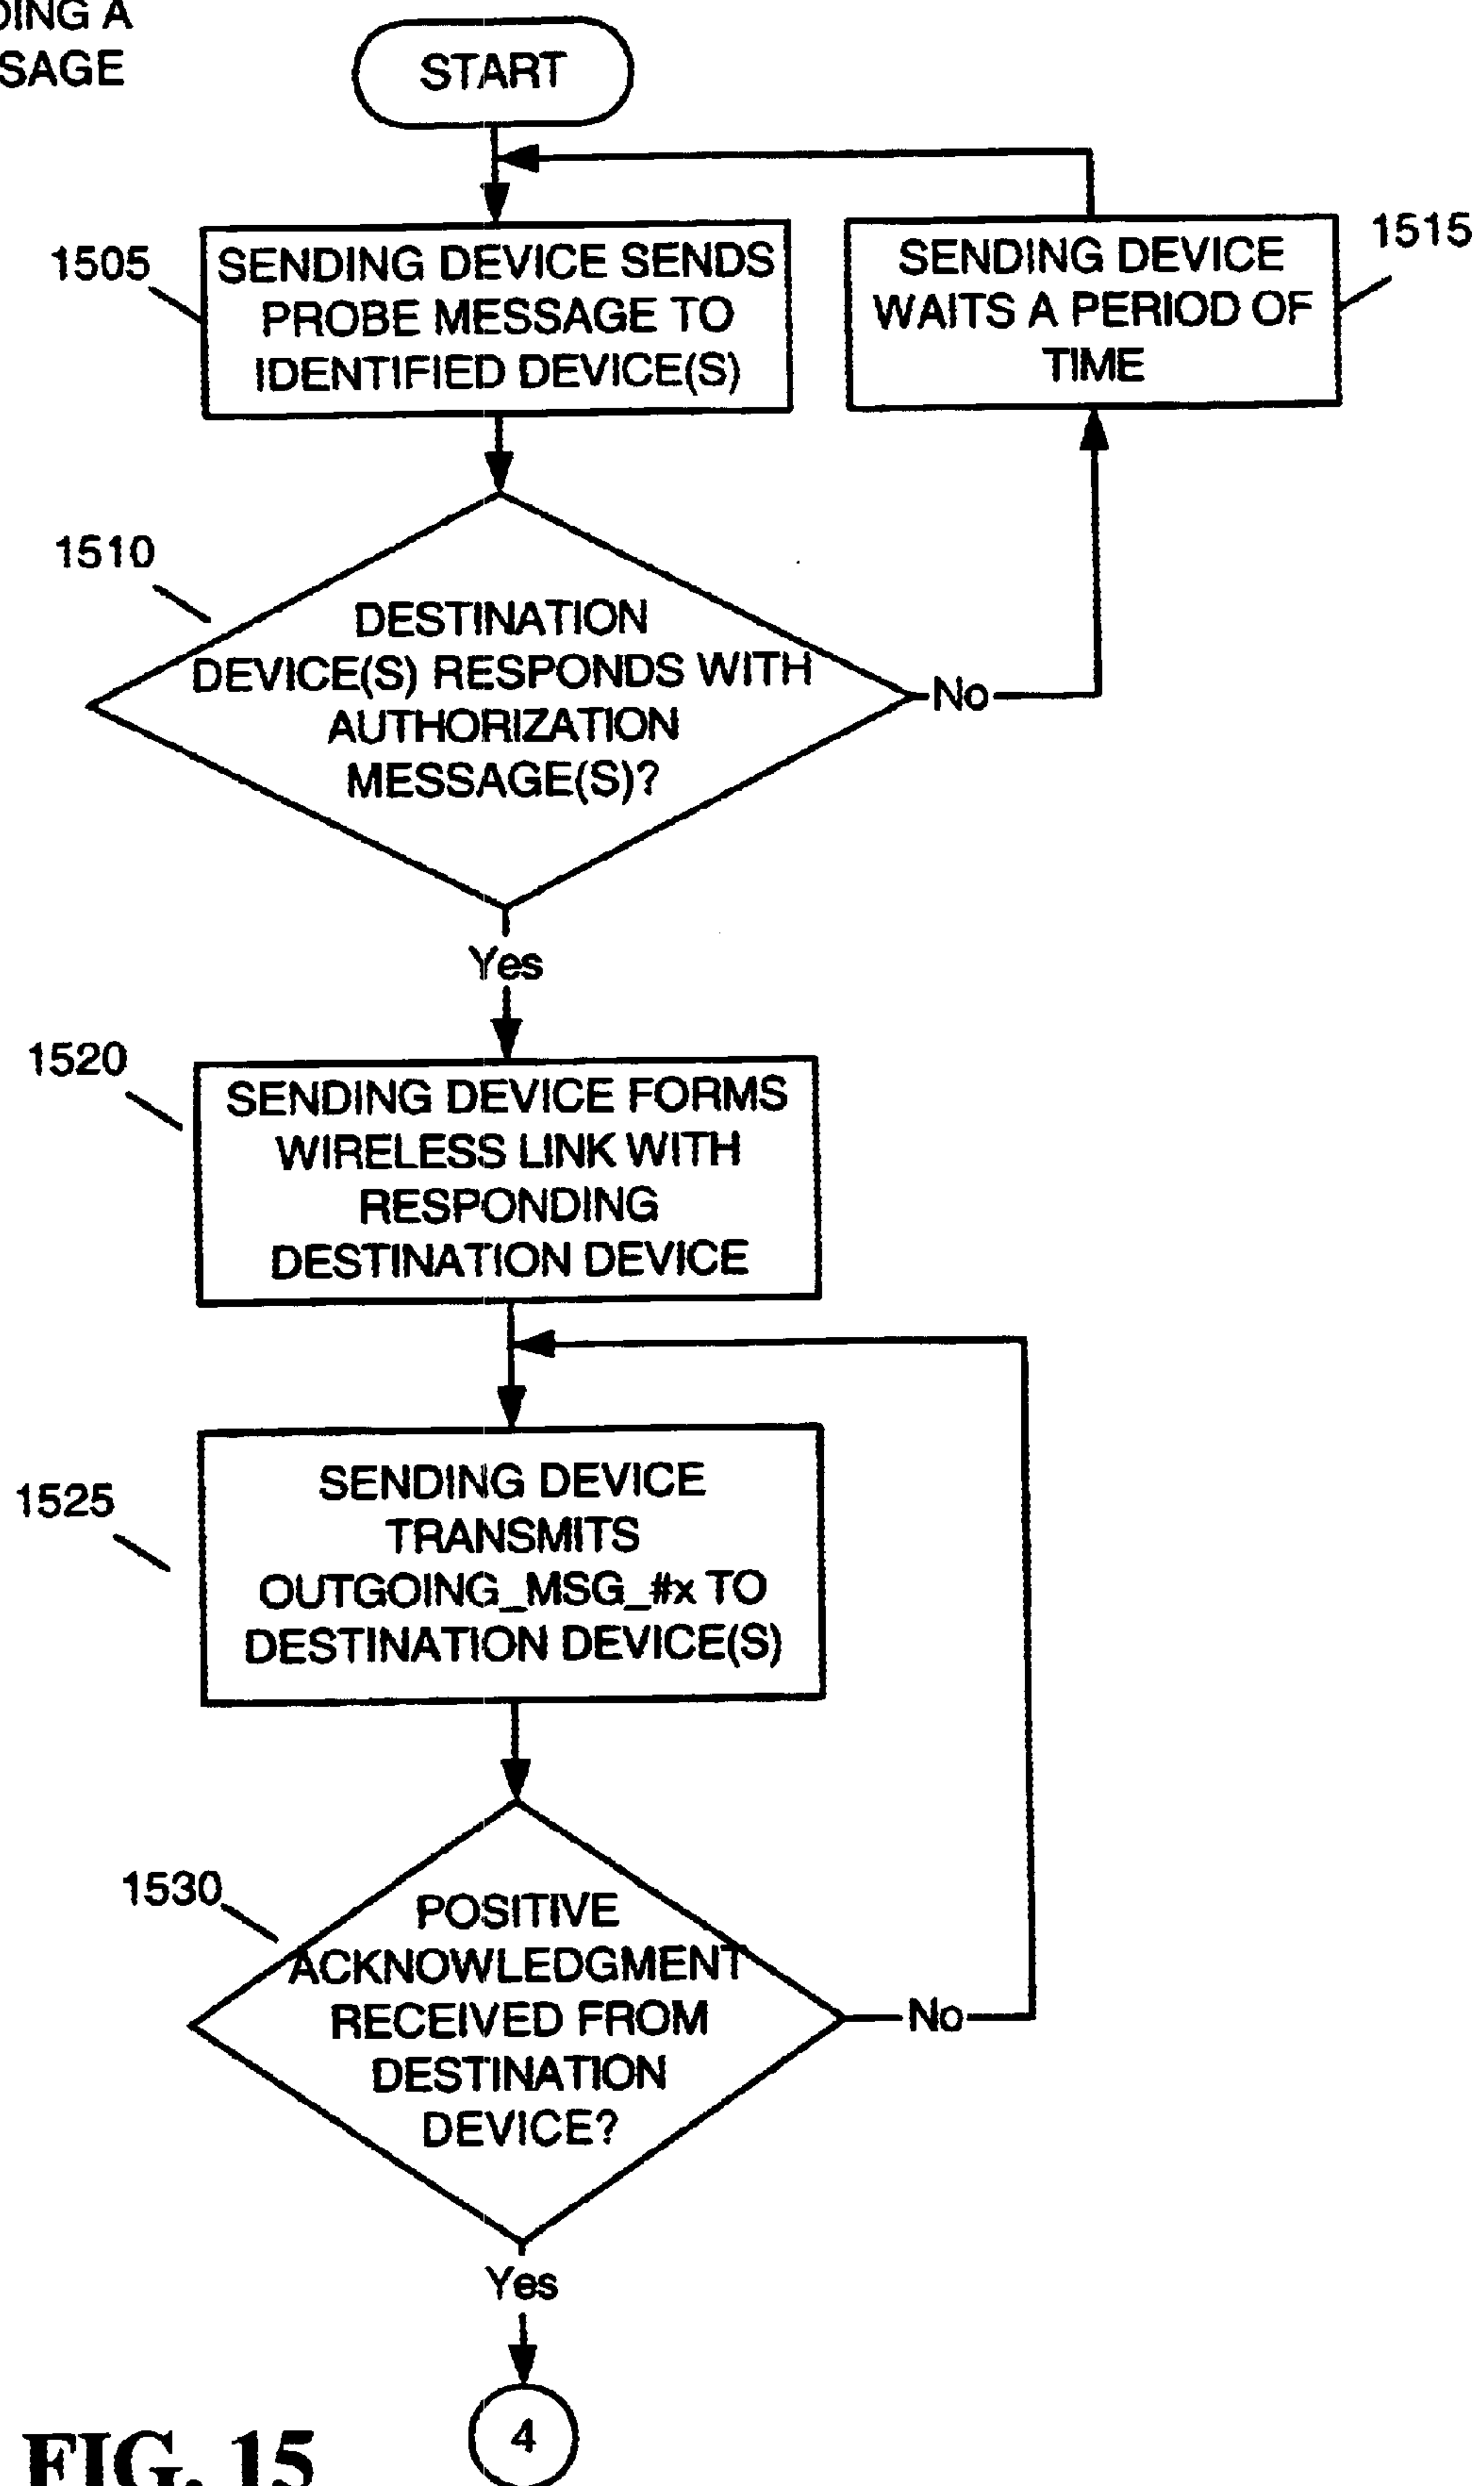 DING A
SAGE
START
1505
SENDING DEVICE SENDS
PROBE MESSAGE TO
IDENTIFIED DEVICE(S)
SENDING DEVICE
WAITS A PERIOD OF
TIME
1515
1510
DESTINATION
DEVICE(S) RESPONDS WITH
AUTHORIZATION
MESSAGE(S)?
No
Yes
1520
SENDING DEVICE FORMS
WIRELESS LINK WITH
RESPONDING
DESTINATION DEVICE
1525
SENDING DEVICE
TRANSMITS
OUTGOING_MSG_#x TO
DESTINATION DEVICE(S)
1530
POSITIVE
ACKNOWLEDGMENT
RECEIVED FROM
DESTINATION
DEVICE?
No
Yes
4
FIG. 15